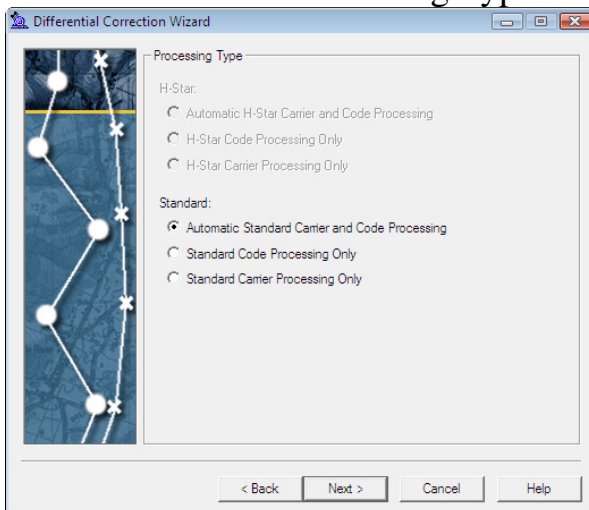 Differential Correction Wizard
Processing Type
H-Star:
Automatic H-Star Carrier and Code Processing
H-Star Code Processing Only
H-Star Carrier Processing Only
Standard:
Automatic Standard Carrier and Code Processing
Standard Code Processing Only
Standard Carrier Processing Only
< Back Next > Cancel Help